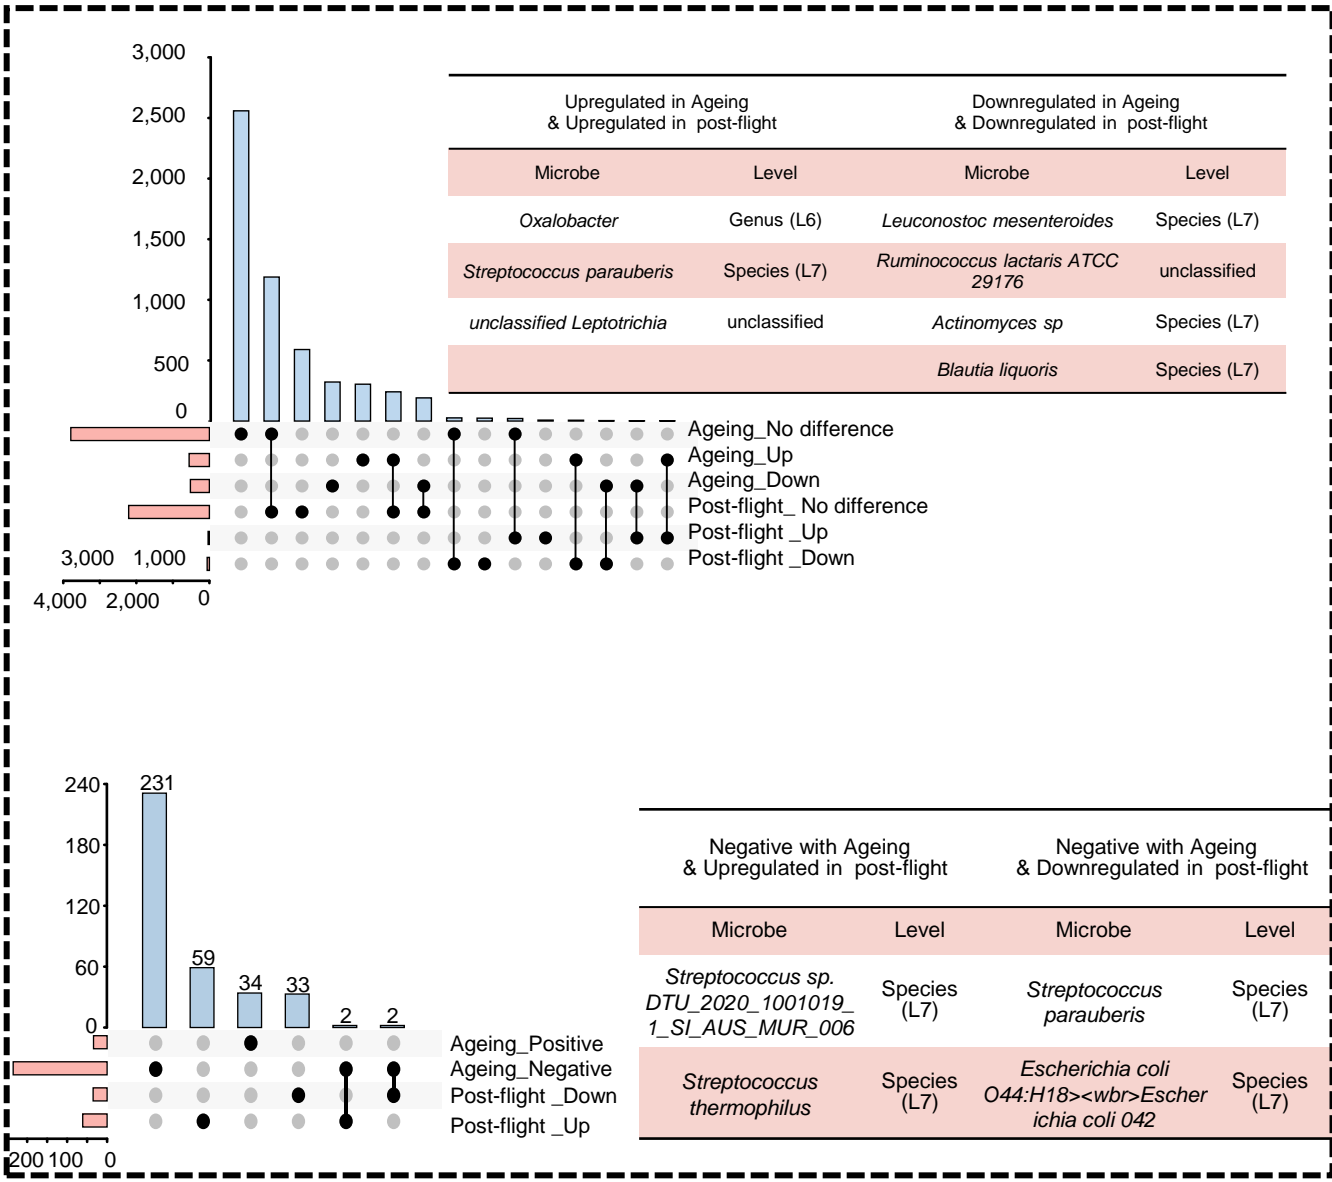 3,000
2,500
2,000
1,500
1,000
500
0
Upregulated in Ageing
& Upregulated in post-flight
Downregulated in Ageing
& Downregulated in post-flight
Microbe Level Microbe Level
Oxalobacter Genus (L6) Leuconostoc mesenteroides Species (L7)
Streptococcus parauberis Species (L7) Ruminococcus lactaris ATCC
29176 unclassified
unclassified Leptotrichia unclassified Actinomyces sp Species (L7)
Blautia liquoris Species (L7)
Ageing_No difference
Ageing_Up
Ageing_Down
Post-flight_ No difference
Post-flight _Up
Post-flight _Down
3,000 1,000
4,000 2,000 0
240
180
120
60
0
231
59
34
33
2
2
Ageing_Positive
Ageing_Negative
Post-flight _Down
Post-flight _Up
200 100 0
Negative with Ageing
& Upregulated in post-flight
Negative with Ageing
& Downregulated in post-flight
Microbe Level Microbe Level
Streptococcus sp.
DTU_2020_1001019_
1_SI_AUS_MUR_006
Species
(L7)
Streptococcus
parauberis
Species
(L7)
Streptococcus
thermophilus
Species
(L7)
Escherichia coli
O44:H18><wbr>Escher
ichia coli 042
Species
(L7)